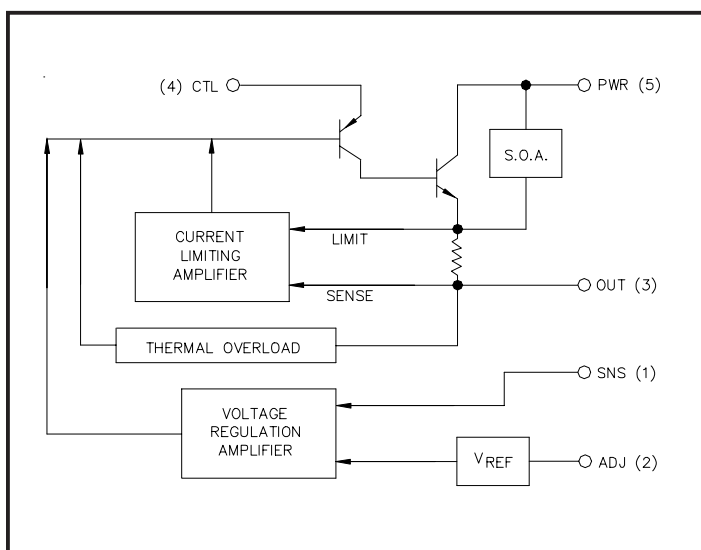 (4) CTL
PWR (5)
S.O.A.
CURRENT
LIMITING
AMPLIFIER
LIMIT
SENSE
OUT (3)
THERMAL OVERLOAD
SNS (1)
VOLTAGE
REGULATION
AMPLIFIER
VREF
ADJ (2)